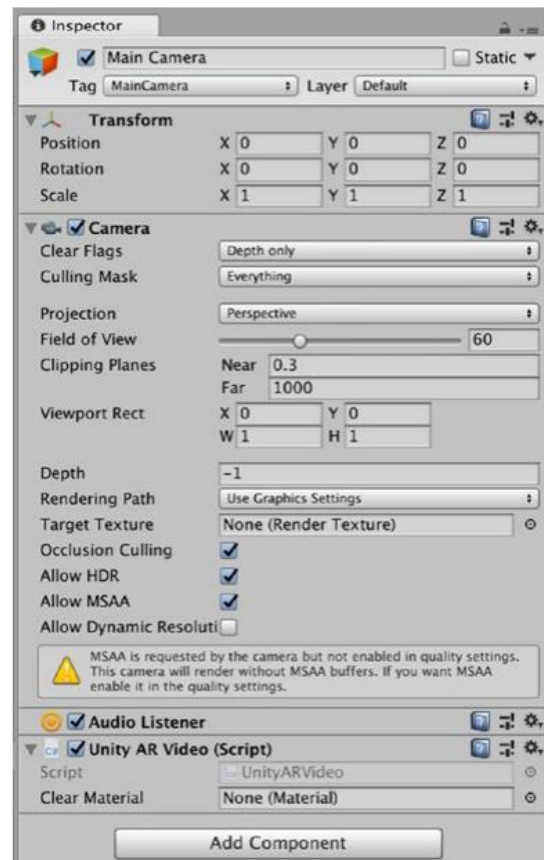 Inspector
Main Camera Static
Tag MainCamera Layer Default
Transform
Position X 0 Y 0 Z 0
Rotation X 0 Y 0 Z 0
Scale X 1 Y 1 Z 1
Camera
Clear Flags Depth only
Culling Mask Everything
Projection Perspective
Field of View 60
Clipping Planes Near 0.3
Far 1000
Viewport Rect X 0 Y 0
W 1 H 1
Depth -1
Rendering Path Use Graphics Settings
Target Texture None (Render Texture)
Occlusion Culling
Allow HDR
Allow MSAA
Allow Dynamic Resoluti
MSAA is requested by the camera but not enabled in quality settings.
This camera will render without MSAA buffers. If you want MSAA
enable it in the quality settings.
Audio Listener
C# Unity AR Video (Script)
Script UnityARVideo
Clear Material None (Material)
Add Component